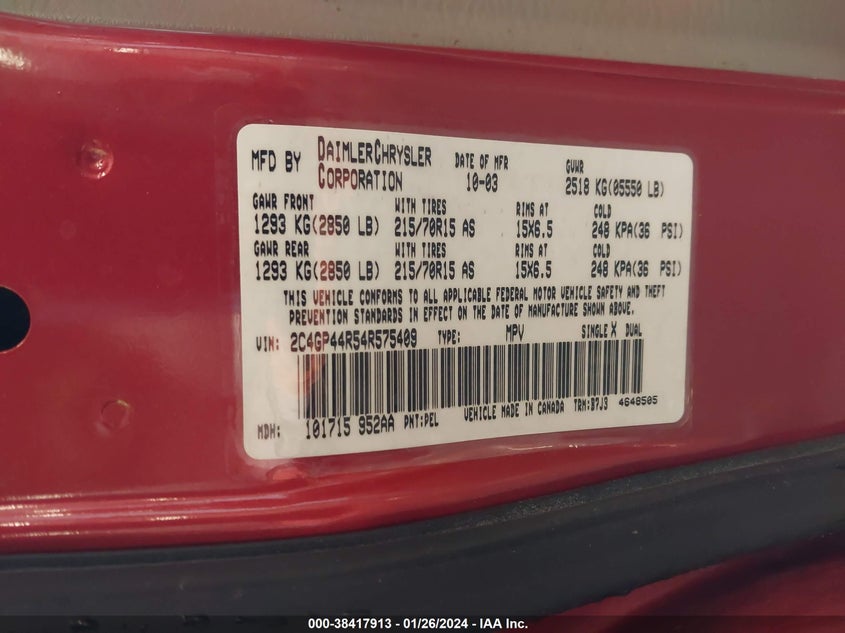 MFD BY DAIMLERCHRYSLER CORPORATION DATE OF MFR 10-03 GVWR 2518 KG(05550 LB)
GAWR FRONT WITH TIRES RIMS AT COLD
1293 KG(2850 LB) 215/70R15 AS 15X6.5 248 KPA(36 PSI)
GAWR REAR WITH TIRES RIMS AT COLD
1293 KG(2850 LB) 215/70R15 AS 15X6.5 248 KPA(36 PSI)
THIS VEHICLE CONFORMS TO ALL APPLICABLE FEDERAL MOTOR VEHICLE SAFETY AND THEFT
PREVENTION STANDARDS IN EFFECT ON THE DATE OF MANUFACTURE SHOWN ABOVE.
VIN: 2C4GP44R54R575409 TYPE: MPV SINGLE X DUAL
MDH: 101715 952AA PNT:PEL VEHICLE MADE IN CANADA TRM:B7J3 4648505
000-38417913 - 01/26/2024 - IAA Inc.